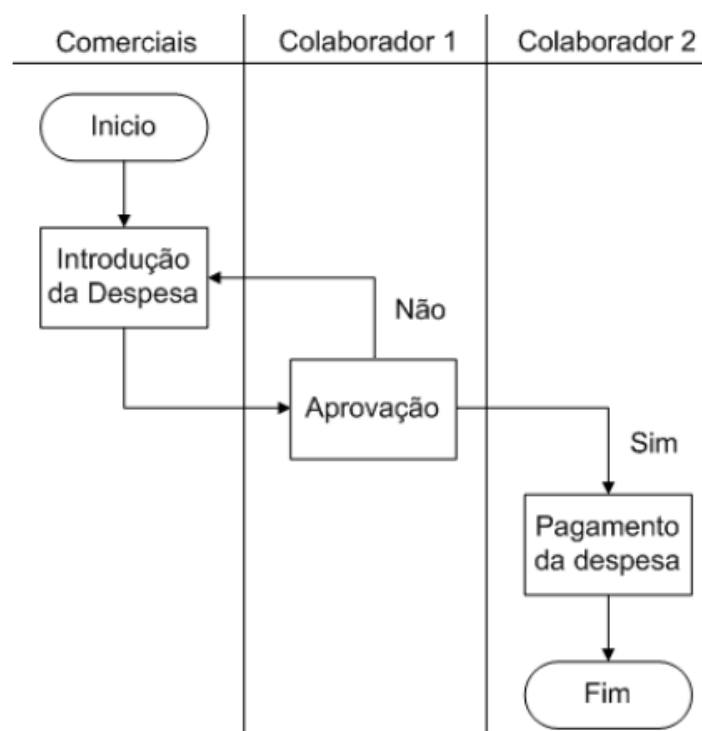 Comerciais
Colaborador 1
Colaborador 2
Inicio
Introdução
da Despesa
Não
Aprovação
Sim
Pagamento
da despesa
Fim